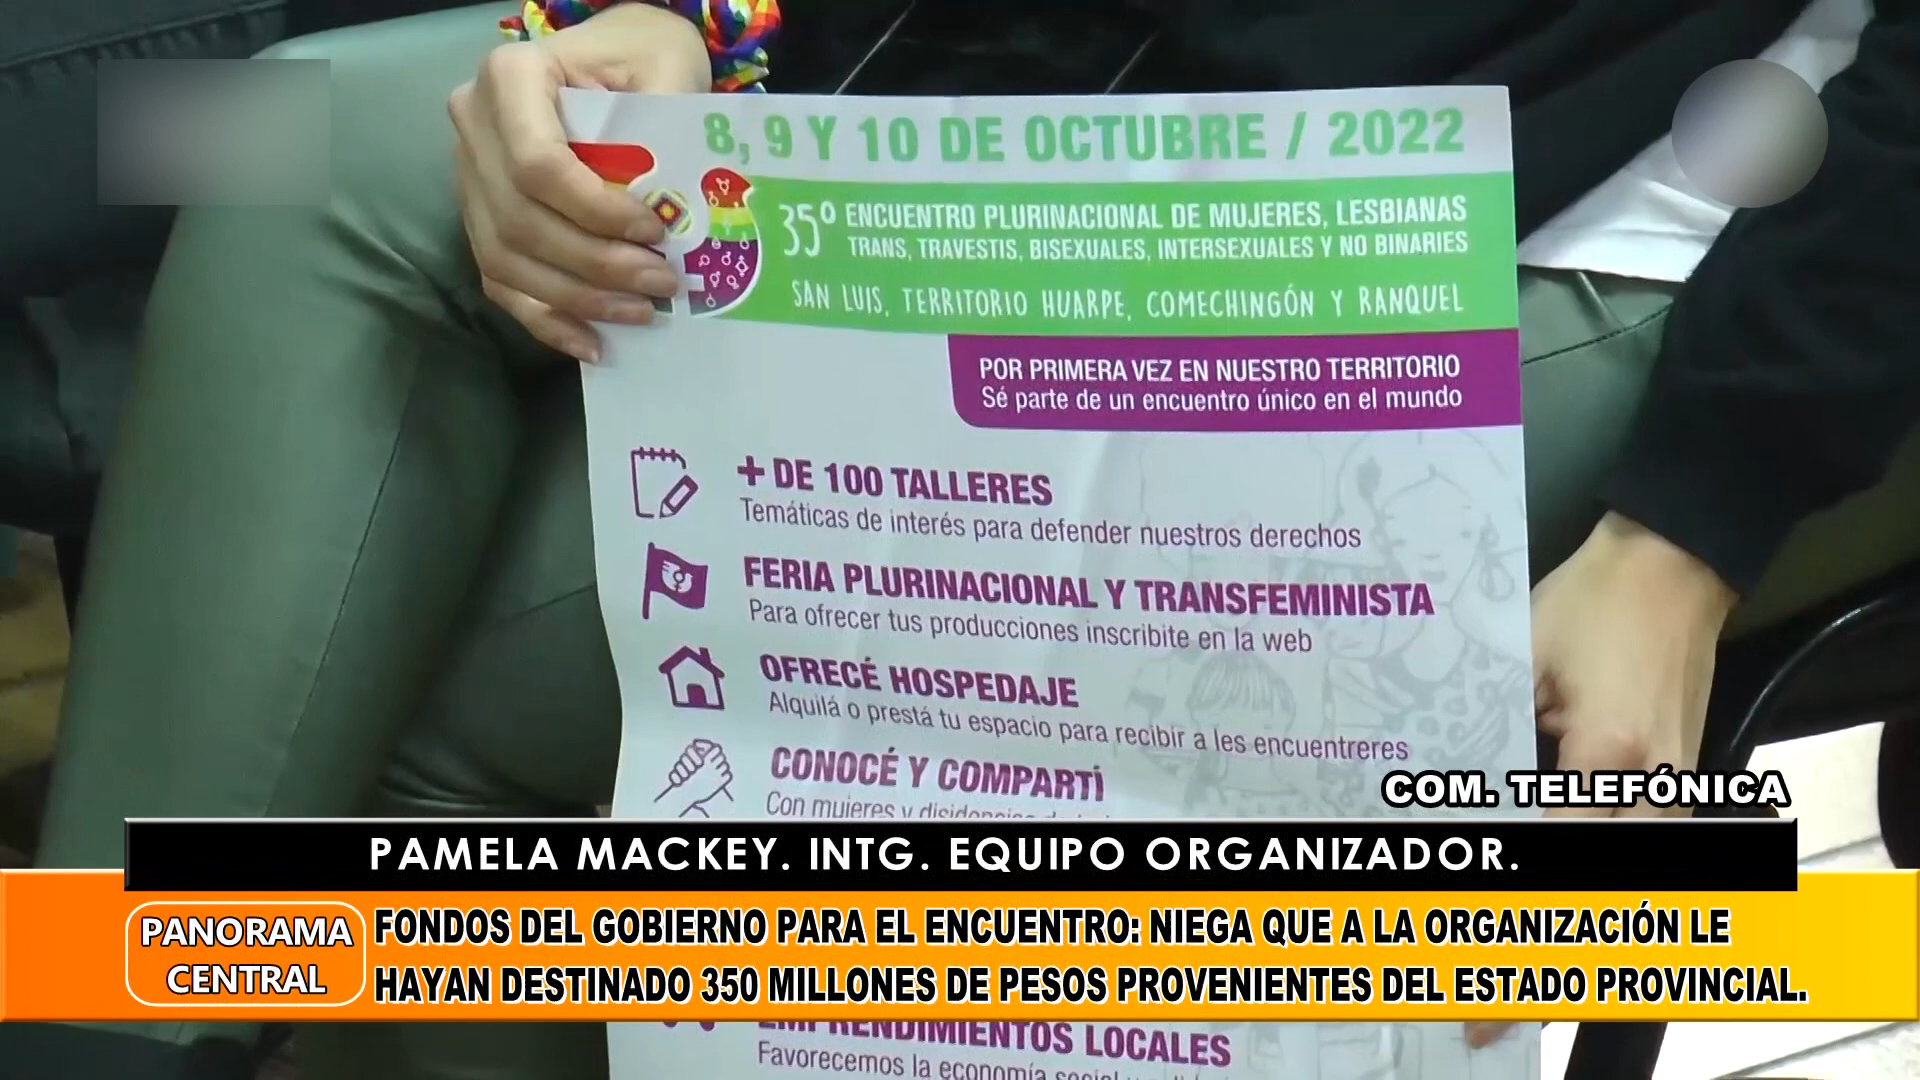 8, 9 Y 10 DE OCTUBRE / 2022
35º ENCUENTRO PLURINACIONAL DE MUJERES, LESBIANAS
TRANS, TRAVESTIS, BISEXUALES, INTERSEXUALES Y NO BINARIES
SAN LUIS, TERRITORIO HUARPE, COMECHINGÓN Y RANQUEL
POR PRIMERA VEZ EN NUESTRO TERRITORIO
Sé parte de un encuentro único en el mundo
+ DE 100 TALLERES
Temáticas de interés para defender nuestros derechos
FERIA PLURINACIONAL Y TRANSFEMINISTA
Para ofrecer tus producciones inscribite en la web
OFRECÉ HOSPEDAJE
Alquilá o prestá tu espacio para recibir a les encuentreres
CONOCÉ Y COMPARTÍ
Con mujeres y
COM. TELEFÓNICA
PAMELA MACKEY. INTG. EQUIPO ORGANIZADOR.
PANORAMA
CENTRAL
FONDOS DEL GOBIERNO PARA EL ENCUENTRO: NIEGA QUE A LA ORGANIZACIÓN LE
HAYAN DESTINADO 350 MILLONES DE PESOS PROVENIENTES DEL ESTADO PROVINCIAL.
EMPRENDIMIENTOS LOCALES
Favorecemos la economía